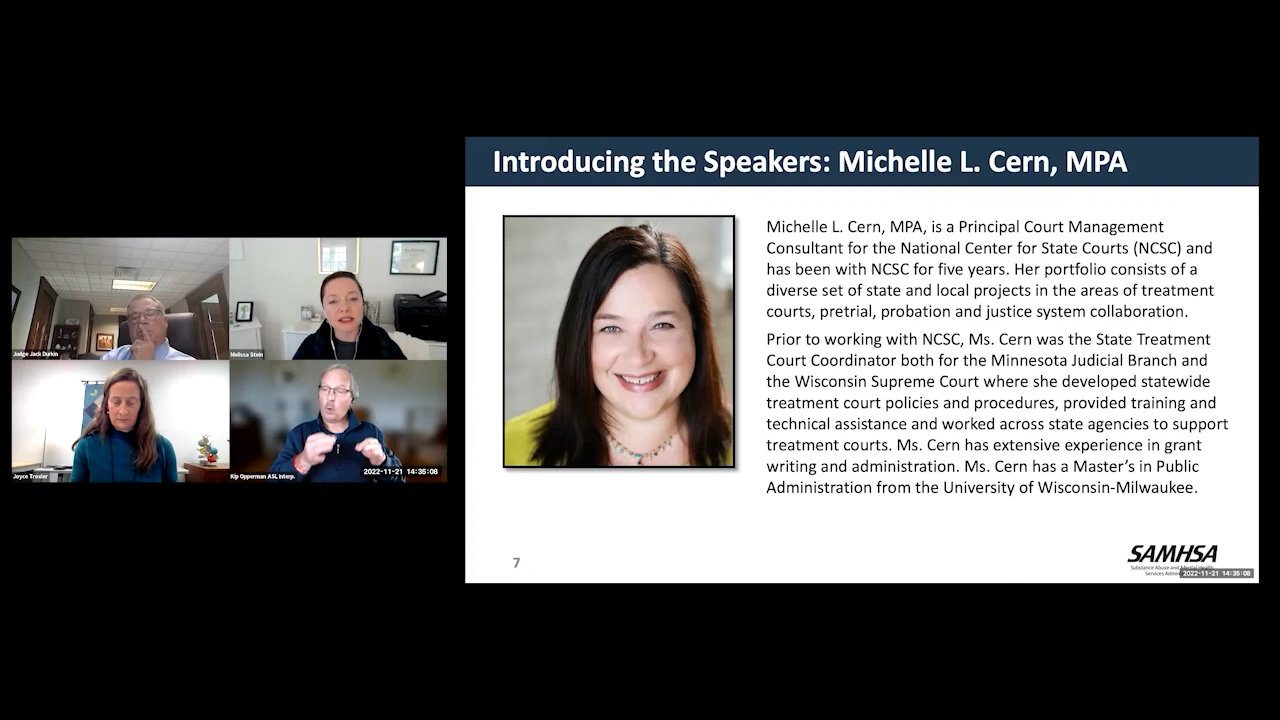 Introducing the Speakers: Michelle L. Cern, MPA
Michelle L. Cern, MPA, is a Principal Court Management
Consultant for the National Center for State Courts (NCSC) and
has been with NCSC for five years. Her portfolio consists of a
diverse set of state and local projects in the areas of treatment
courts, pretrial, probation and justice system collaboration.
Prior to working with NCSC, Ms. Cern was the State Treatment
Court Coordinator both for the Minnesota Judicial Branch and
the Wisconsin Supreme Court where she developed statewide
treatment court policies and procedures, provided training and
technical assistance and worked across state agencies to support
treatment courts. Ms. Cern has extensive experience in grant
writing and administration. Ms. Cern has a Master’s in Public
Administration from the University of Wisconsin-Milwaukee.
7
SAMHSA
Substance Abuse and
Services
2022-11-21 14:35:08
Judge Jack Durkin
Melissa Stein
Joyce Troxler
Kip Opperman ASL Interp.
2022-11-21 14:35:08